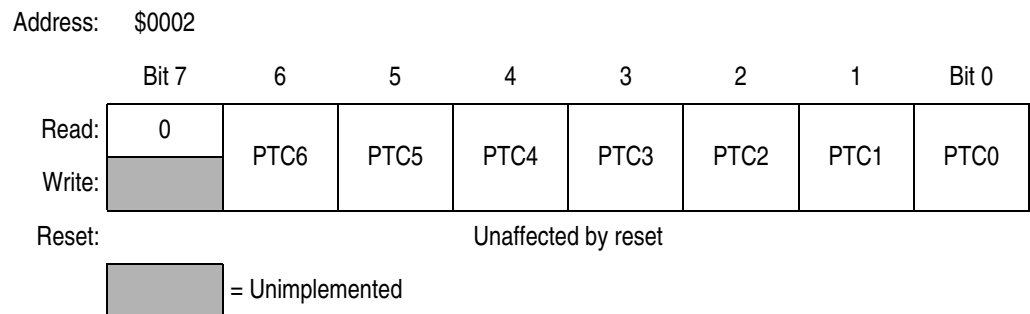 Address: $0002
Bit 7 6 5 4 3 2 1 Bit 0
Read: 0 PTC6 PTC5 PTC4 PTC3 PTC2 PTC1 PTC0
Write:
Reset: Unaffected by reset
= Unimplemented